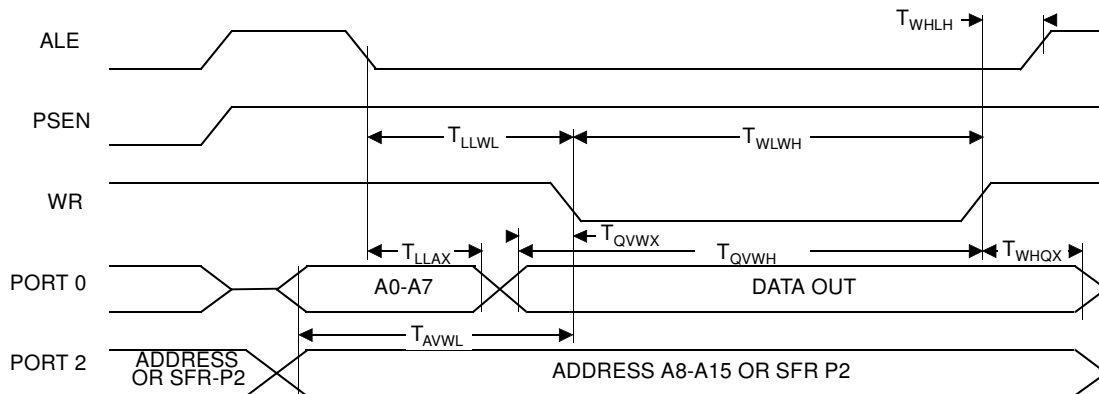 ALE
T_WHLH
PSEN
T_LLWL
T_WLWH
WR
T_QVWX
T_LLAX
T_QVWH
T_WHQX
PORT 0
A0-A7
DATA OUT
T_AVWL
PORT 2
ADDRESS
OR SFR-P2
ADDRESS A8-A15 OR SFR P2